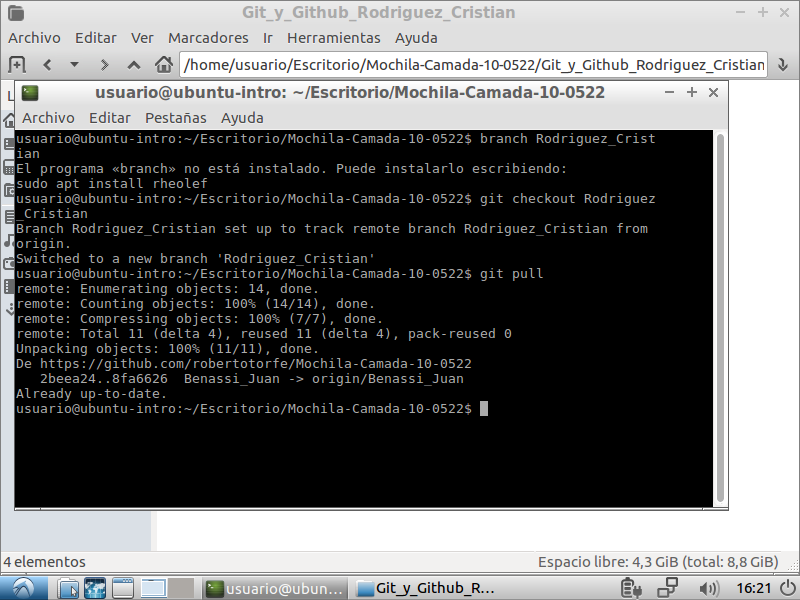 Git_y_Github_Rodriguez_Cristian
Archivo Editar Ver Marcadores Ir Herramientas Ayuda
/home/usuario/Escritorio/Mochila-Camada-10-0522/Git_y_Github_Rodriguez_Cristian
L
usuario@ubuntu-intro: ~/Escritorio/Mochila-Camada-10-0522
Archivo Editar Pestañas Ayuda
usuario@ubuntu-intro:~/Escritorio/Mochila-Camada-10-0522$ branch Rodriguez_Crist
ian
El programa «branch» no está instalado. Puede instalarlo escribiendo:
sudo apt install rheolef
usuario@ubuntu-intro:~/Escritorio/Mochila-Camada-10-0522$ git checkout Rodriguez
_Cristian
Branch Rodriguez_Cristian set up to track remote branch Rodriguez_Cristian from
origin.
Switched to a new branch 'Rodriguez_Cristian'
usuario@ubuntu-intro:~/Escritorio/Mochila-Camada-10-0522$ git pull
remote: Enumerating objects: 14, done.
remote: Counting objects: 100% (14/14), done.
remote: Compressing objects: 100% (7/7), done.
remote: Total 11 (delta 4), reused 11 (delta 4), pack-reused 0
Unpacking objects: 100% (11/11), done.
De https://github.com/robertotorfe/Mochila-Camada-10-0522
   2beea24..8fa6626  Benassi_Juan -> origin/Benassi_Juan
Already up-to-date.
usuario@ubuntu-intro:~/Escritorio/Mochila-Camada-10-0522$
4 elementos
Espacio libre: 4,3 GiB (total: 8,8 GiB)
usuario@ubun...
Git_y_Github_R...
16:21